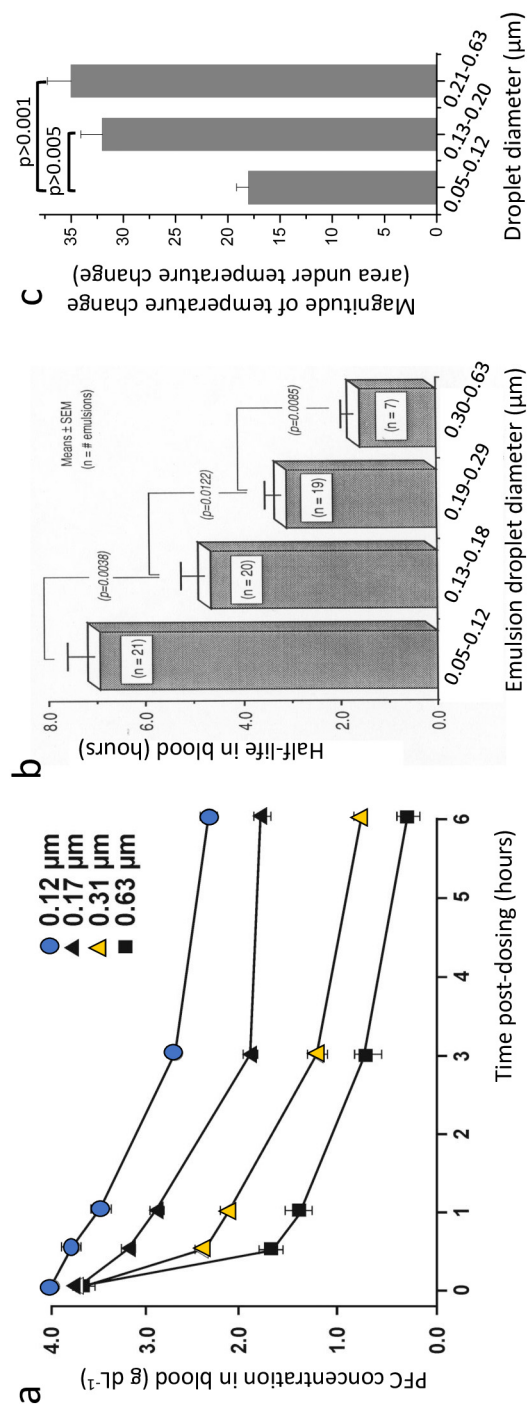 a
PFC concentration in blood (g dL⁻¹)
4.0
3.0
2.0
1.0
0.0
0
1
2
3
4
5
6
Time post-dosing (hours)
0.12 µm
0.17 µm
0.31 µm
0.63 µm
b
Half-life in blood (hours)
8.0
6.0
4.0
2.0
0.0
Means ± SEM
(n = # emulsions)
(p=0.0038)
(p=0.0122)
(p=0.0085)
(n = 21)
(n = 20)
(n = 19)
(n = 7)
0.05-0.12
0.13-0.18
0.19-0.29
0.30-0.63
Emulsion droplet diameter (µm)
c
Magnitude of temperature change
(area under temperature change)
35
30
25
20
15
10
5
0
p>0.001
p>0.005
0.05-0.12
0.13-0.20
0.21-0.63
Droplet diameter (µm)